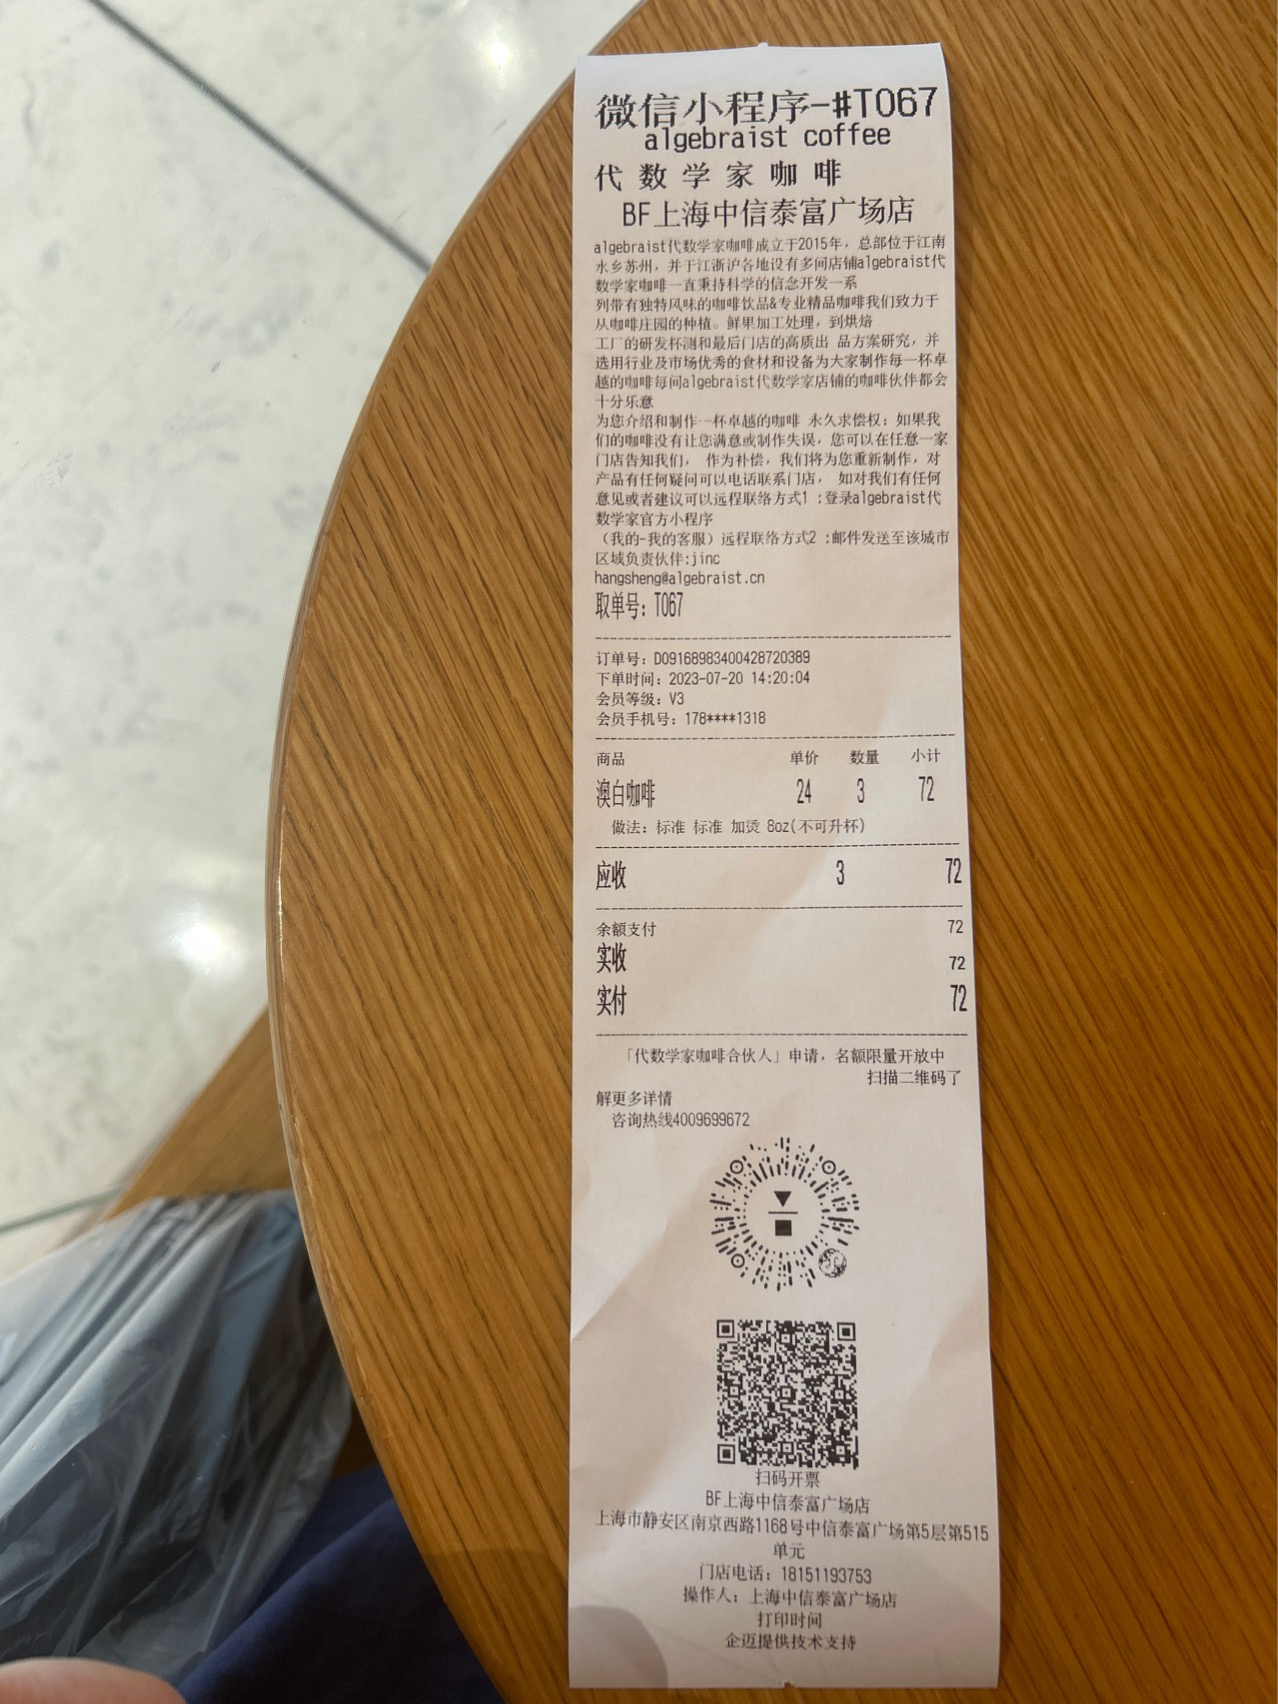 微信小程序-#T067
algebraist coffee
代数学家咖啡
BF上海中信泰富广场店
algebraist代数学家咖啡成立于2015年，总部位于江南
水乡苏州，并于江浙沪各地设有多间店铺algebraist代
数学家咖啡一直秉持科学的信念开发一系
列带有独特风味的咖啡饮品&专业精品咖啡我们致力于
从咖啡庄园的种植。鲜果加工处理，到烘焙
工厂的研发杯测和最后门店的高质出 品方案研究，并
选用行业及市场优秀的食材和设备为大家制作每一杯卓
越的咖啡每间algebraist代数学家店铺的咖啡伙伴都会
十分乐意
为您介绍和制作一杯卓越的咖啡 永久求偿权：如果我
们的咖啡没有让您满意或制作失误，您可以在任意一家
门店告知我们， 作为补偿，我们将为您重新制作，对
产品有任何疑问可以电话联系门店， 如对我们有任何
意见或者建议可以远程联络方式1 :登录algebraist代
数学家官方小程序
（我的-我的客服）远程联络方式2 :邮件发送至该城市
区域负责伙伴:jinc
hangsheng@algebraist.cn
取单号：T067
订单号：D09168983400428720389
下单时间：2023-07-20 14:20:04
会员等级：V3
会员手机号：178****1318
商品 单价 数量 小计
澳白咖啡 24 3 72
做法：标准 标准 加烫 8oz(不可升杯)
应收 3 72
余额支付 72
实收 72
实付 72
「代数学家咖啡合伙人」申请，名额限量开放中
扫描二维码了
解更多详情
咨询热线4009699672
扫码开票
BF上海中信泰富广场店
上海市静安区南京西路1168号中信泰富广场第5层第515
单元
门店电话：18151193753
操作人：上海中信泰富广场店
打印时间
企迈提供技术支持